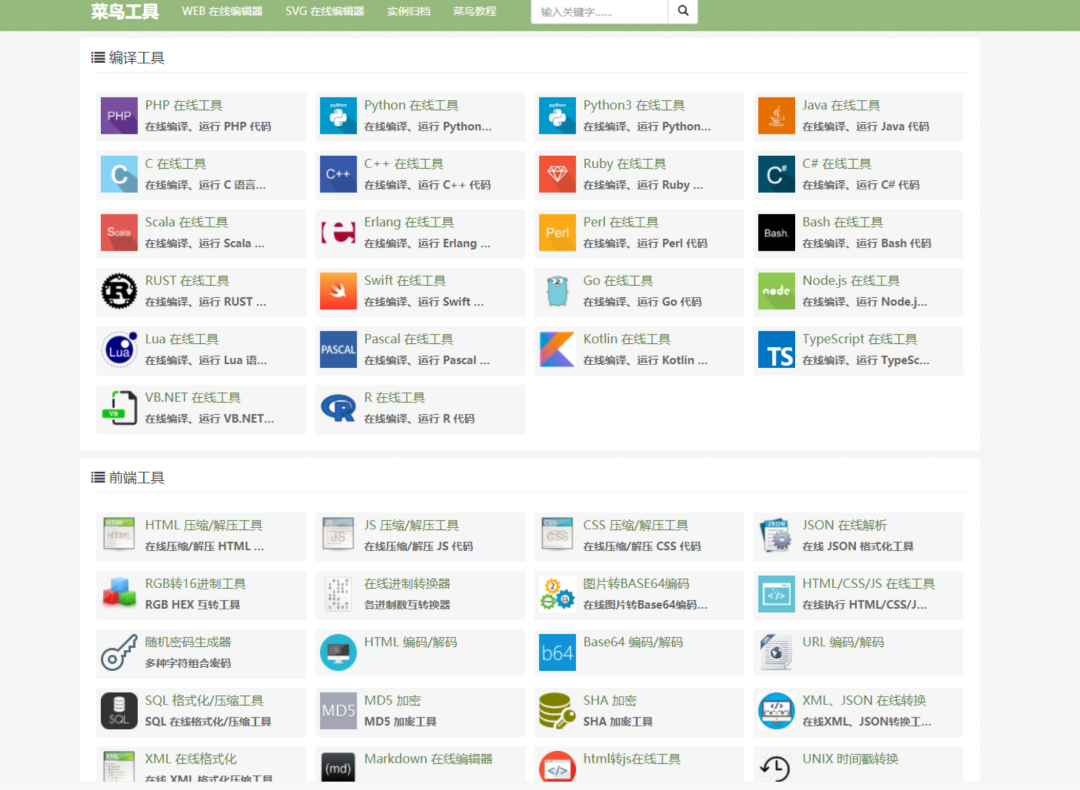 菜鸟工具 WEB 在线编辑器 SVG 在线编辑器 实例归档 菜鸟教程 输入关键字......
编译工具
PHP PHP 在线工具
在线编译、运行 PHP 代码
python Python 在线工具
在线编译、运行 Python...
python Python3 在线工具
在线编译、运行 Python...
Java 在线工具
在线编译、运行 Java 代码
C C 在线工具
在线编译、运行 C 语言...
C++ C++ 在线工具
在线编译、运行 C++ 代码
Ruby 在线工具
在线编译、运行 Ruby ...
C# C# 在线工具
在线编译、运行 C# 代码
Scala Scala 在线工具
在线编译、运行 Scala ...
e Erlang 在线工具
在线编译、运行 Erlang ...
Perl Perl 在线工具
在线编译、运行 Perl 代码
Bash. Bash 在线工具
在线编译、运行 Bash 代码
R RUST 在线工具
在线编译、运行 RUST ...
Swift 在线工具
在线编译、运行 Swift ...
Go 在线工具
在线编译、运行 Go 代码
node Node.js 在线工具
在线编译、运行 Node.j...
Lua Lua 在线工具
在线编译、运行 Lua 语...
PASCAL Pascal 在线工具
在线编译、运行 Pascal ...
Kotlin 在线工具
在线编译、运行 Kotlin ...
TS TypeScript 在线工具
在线编译、运行 TypeSc...
VB VB.NET 在线工具
在线编译、运行 VB.NET...
R R 在线工具
在线编译、运行 R 代码
前端工具
HTML HTML 压缩/解压工具
在线压缩/解压 HTML ...
JS JS 压缩/解压工具
在线压缩/解压 JS 代码
CSS CSS 压缩/解压工具
在线压缩/解压 CSS 代码
JSON JSON 在线解析
在线 JSON 格式化工具
RGB转16进制工具
RGB HEX 互转工具
在线进制转换器
各进制数互转换器
2 图片转BASE64编码
在线图片转Base64编码...
</> HTML/CSS/JS 在线工具
在线执行 HTML/CSS/J...
随机密码生成器
多种字符组合密码
HTML 编码/解码
b64 Base64 编码/解码
URL 编码/解码
SQL SQL 格式化/压缩工具
SQL 在线格式化/压缩工具
MD5 MD5 加密
MD5 加密工具
SHA 加密
SHA 加密工具
</> XML、JSON 在线转换
在线XML、JSON转换工...
XML XML 在线格式化
在线 XML 格式化压缩工具
(md) Markdown 在线编辑器
</> html转js在线工具
UNIX 时间戳转换